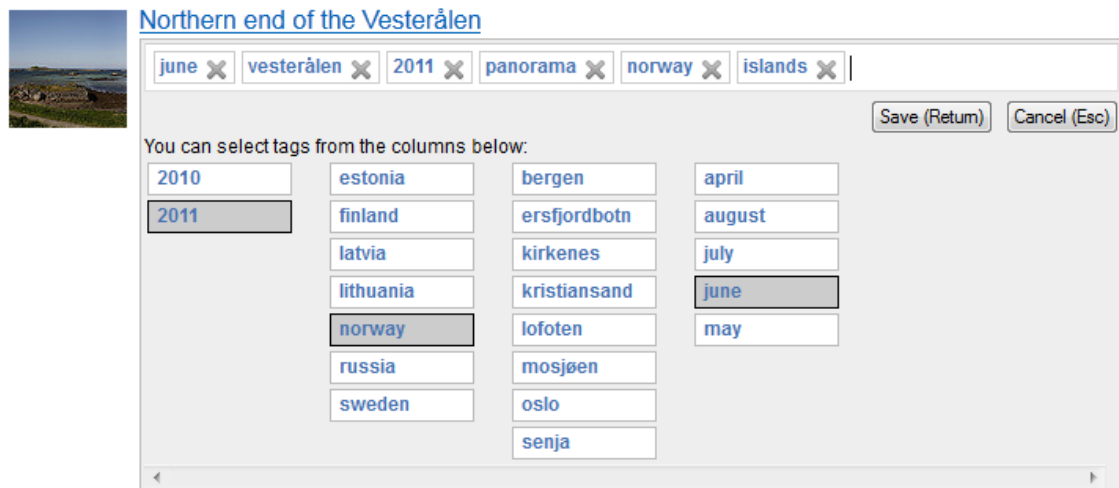 Northern end of the Vesterålen
june vesterålen 2011 panorama norway islands
Save (Return) Cancel (Esc)
You can select tags from the columns below:
2010 estonia bergen april
2011 finland ersfjordbotn august
latvia kirkenes july
lithuania kristiansand june
norway lofoten may
russia mosjøen
sweden oslo
senja